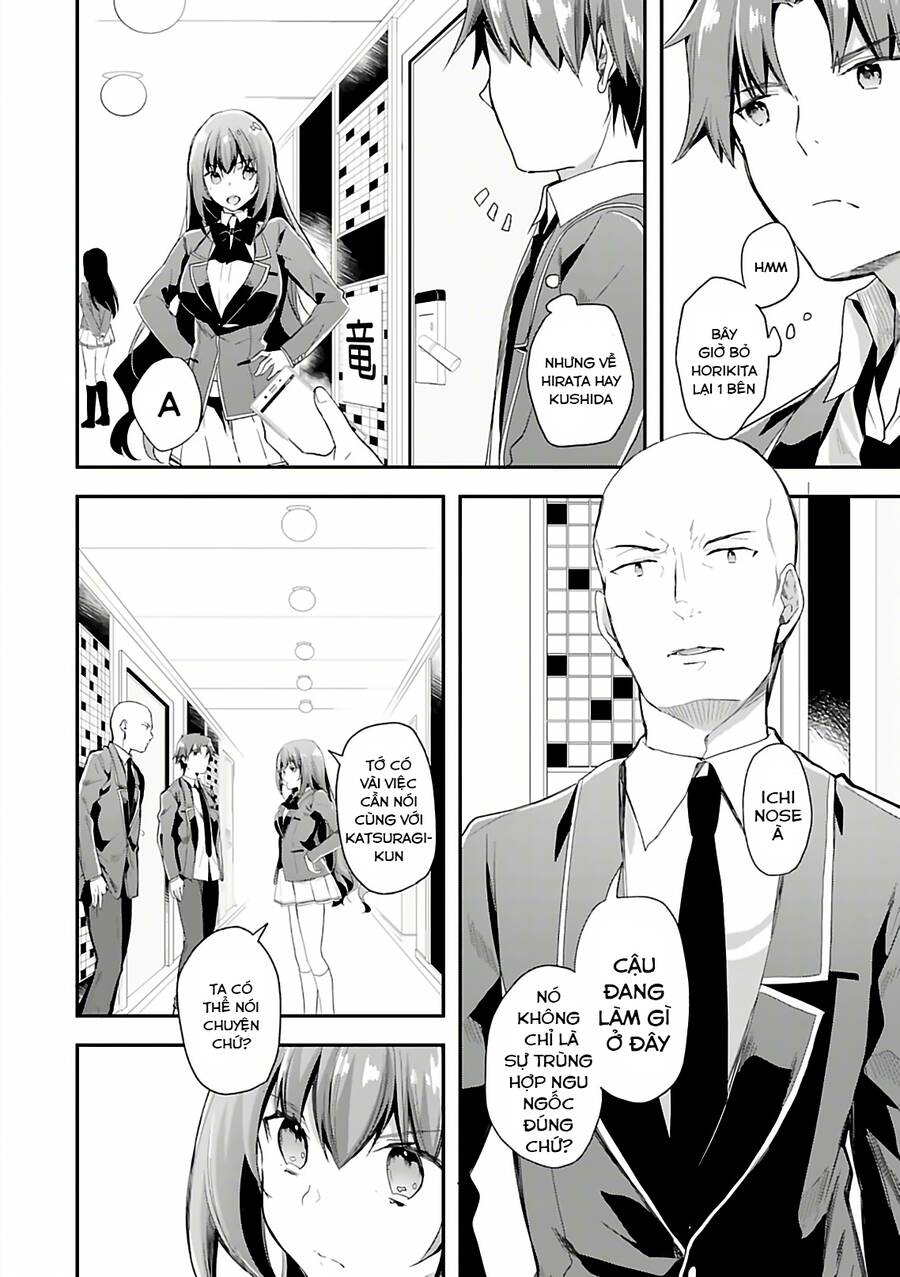 HMM
BÂY
GIỜ BỎ
HORIKITA
LẠI 1 BÊN
NHƯNG VỀ
HIRATA HAY
KUSHIDA
竜
A
ICHI
NOSE
À
CẬU
ĐANG
LÀM GÌ
Ở ĐÂY
NÓ
KHÔNG
CHỈ LÀ
SỰ TRÙNG
HỢP NGU
NGỐC
ĐÚNG
CHỨ?
TỚ CÓ
VÀI VIỆC
CẦN NÓI
CÙNG VỚI
KATSURAGI-
KUN
TA CÓ
THỂ NÓI
CHUYỆN
CHỨ?